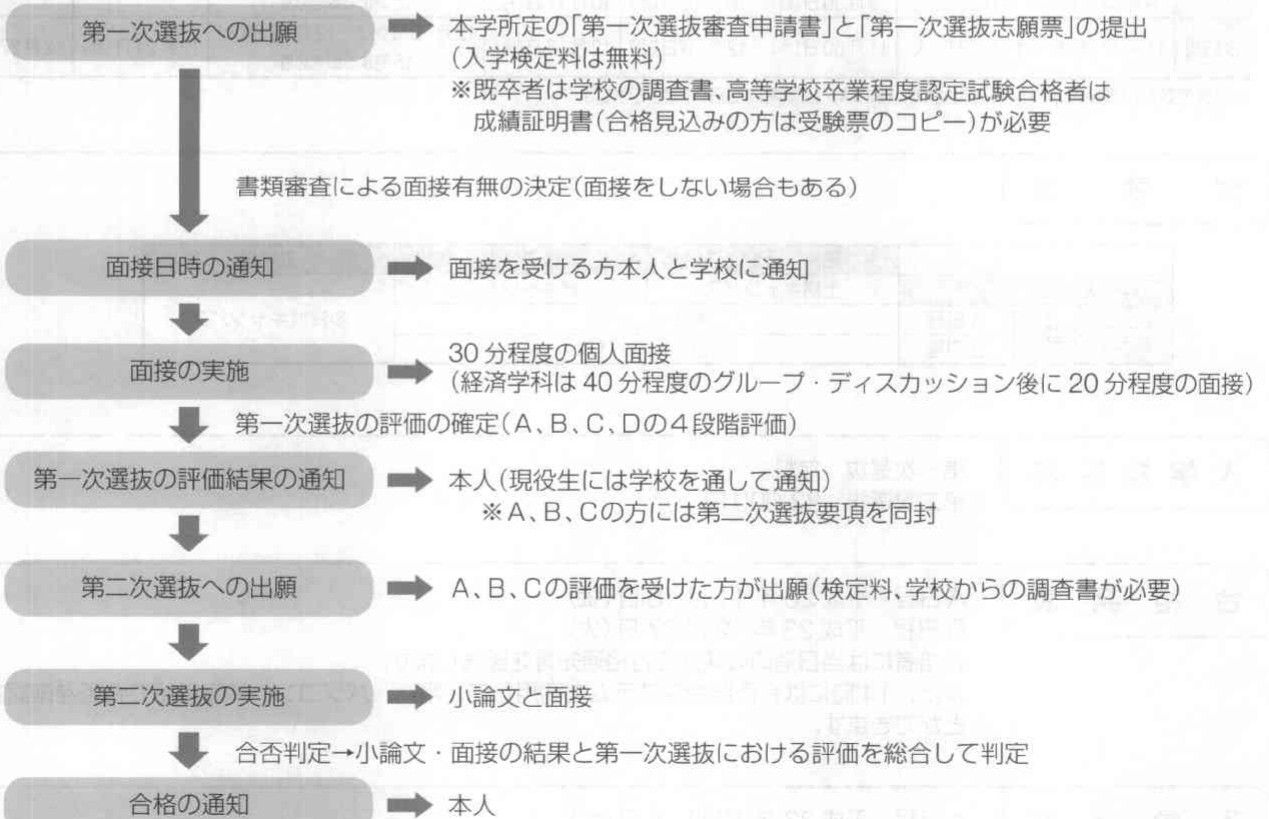 第一次選抜への出願
本学所定の「第一次選抜審査申請書」と「第一次選抜志願票」の提出
(入学検定料は無料)
※既卒者は学校の調査書、高等学校卒業程度認定試験合格者は
成績証明書(合格見込みの方は受験票のコピー)が必要
書類審査による面接有無の決定(面接をしない場合もある)
面接日時の通知
面接を受ける方本人と学校に通知
面接の実施
30分程度の個人面接
(経済学科は40分程度のグループ・ディスカッション後に20分程度の面接)
第一次選抜の評価の確定(A、B、C、Dの4段階評価)
第一次選抜の評価結果の通知
本人(現役生には学校を通して通知)
※A、B、Cの方には第二次選抜要項を同封
第二次選抜への出願
A、B、Cの評価を受けた方が出願(検定料、学校からの調査書が必要)
第二次選抜の実施
小論文と面接
合否判定→小論文・面接の結果と第一次選抜における評価を総合して判定
合格の通知
本人